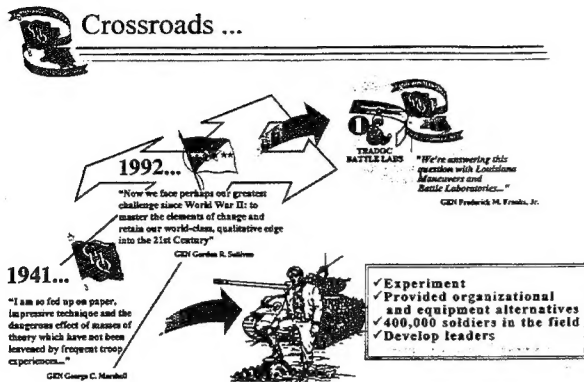 Crossroads ...
1992...
"Now we face perhaps our greatest
challenge since World War II: to
master the elements of change and
retain our world-class, qualitative edge
into the 21st Century"
GEN Gordon R. Sullivan
TRADOC
BATTLE LABS
"We're answering this
question with Louisiana
Maneuvers and
Battle Laboratories..."
GEN Frederick M. Franks, Jr.
1941...
"I am so fed up on paper,
impressive technique and the
dangerous effect of masses of
theory which have not been
leavened by frequent troop
experiences..."
GEN George C. Marshall
✓Experiment
✓Provided organizational
and equipment alternatives
✓400,000 soldiers in the field
✓Develop leaders